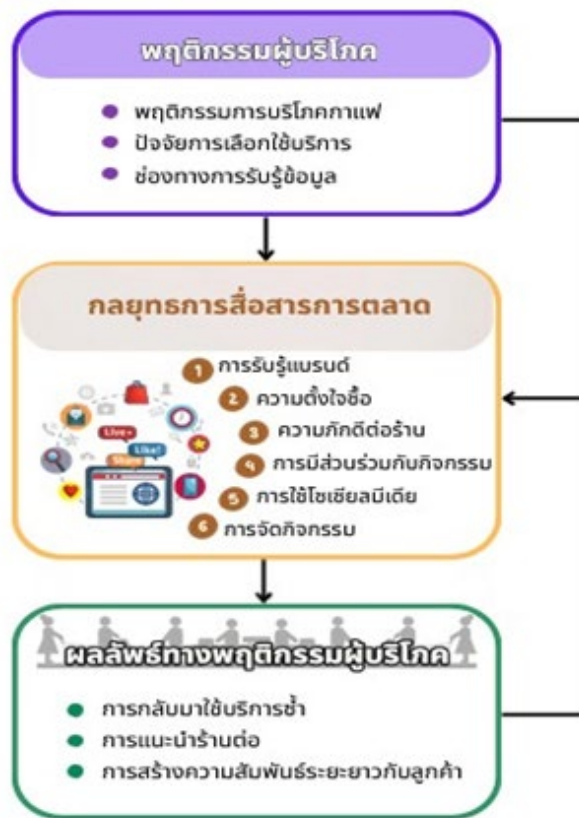 พฤติกรรมผู้บริโภค
พฤติกรรมการบริโภคกาแฟ
ปัจจัยการเลือกใช้บริการ
ช่องทางการรับรู้ข้อมูล
กลยุทธการสื่อสารการตลาด
1 การรับรู้แบรนด์
2 ความตั้งใจซื้อ
3 ความภักดีต่อร้าน
4 การมีส่วนร่วมกับกิจกรรม
5 การใช้โซเชียลมีเดีย
6 การจัดกิจกรรม
Live+
Like!
Share
ผลลัพธ์ทางพฤติกรรมผู้บริโภค
การกลับมาใช้บริการซ้ำ
การแนะนำร้านต่อ
การสร้างความสัมพันธ์ระยะยาวกับลูกค้า